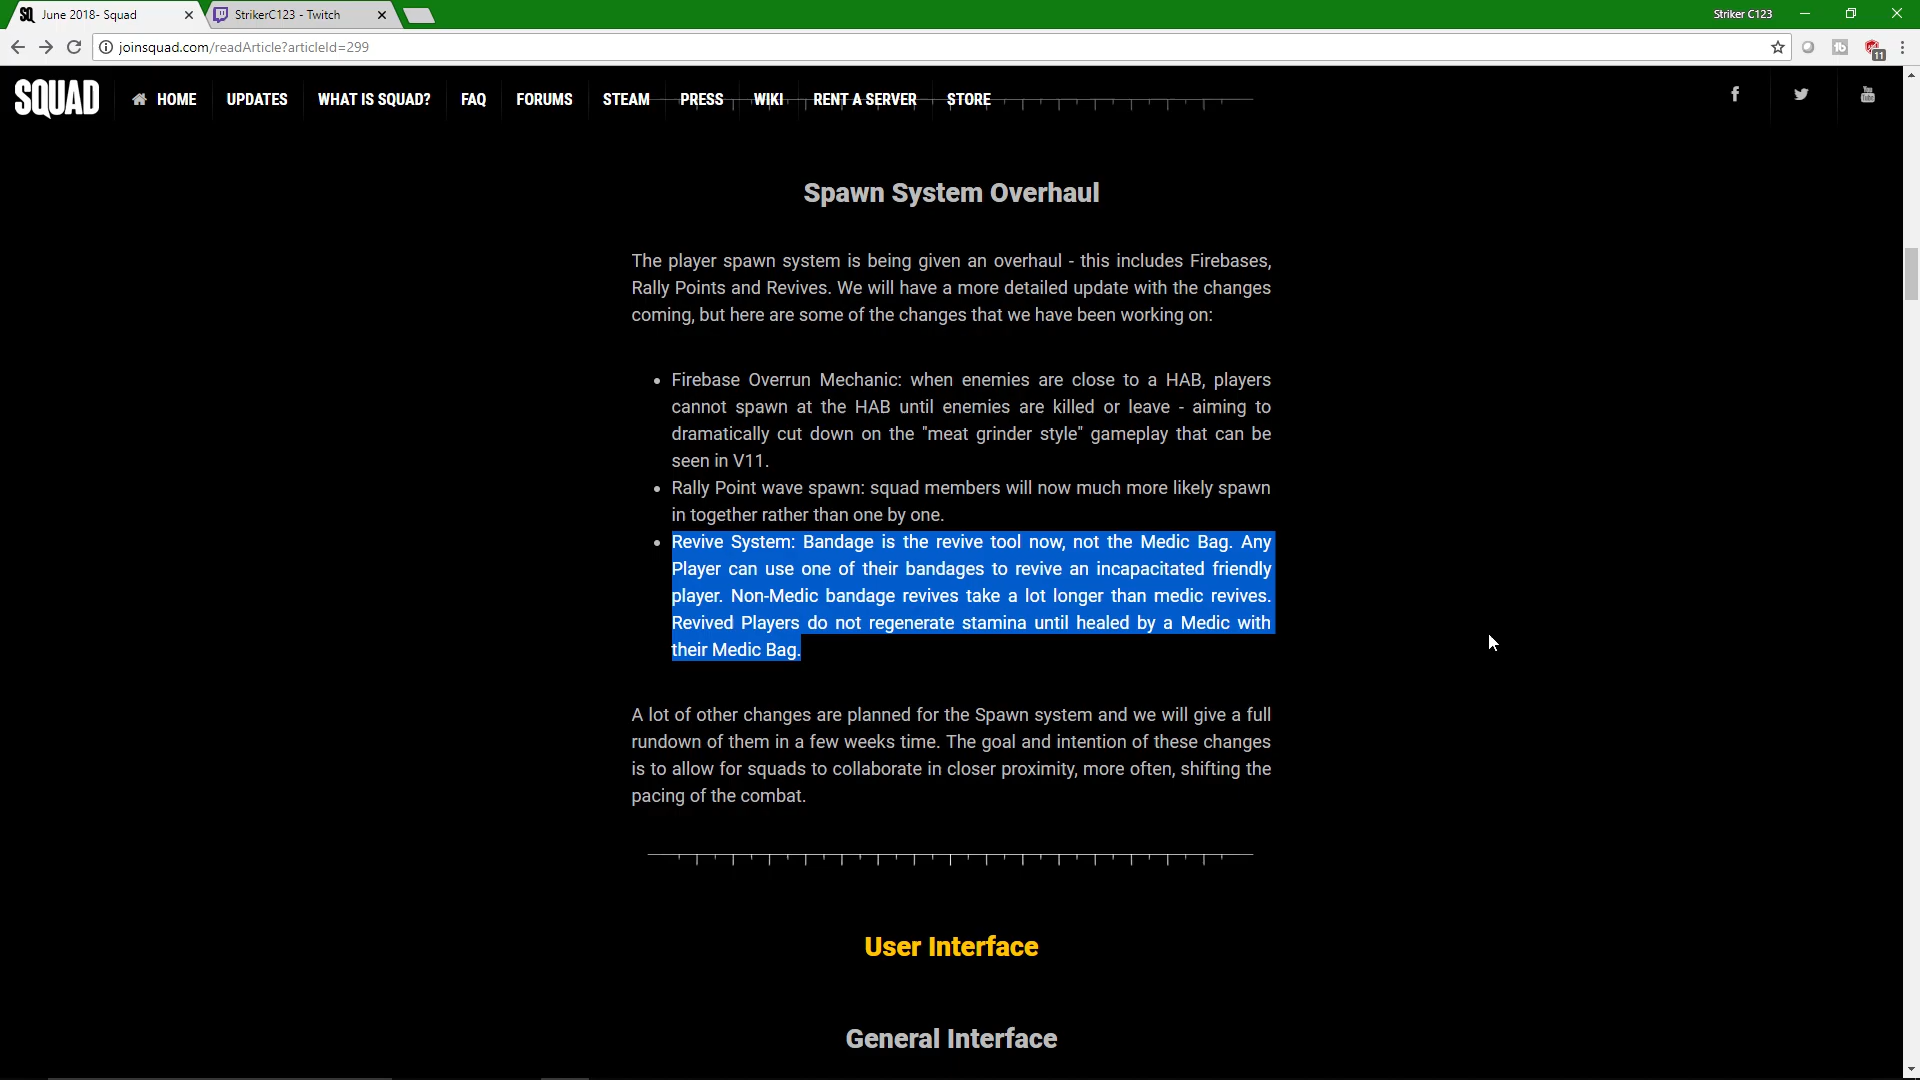 SQ June 2018- Squad
StrikerC123 - Twitch
Striker C123
joinsquad.com/readArticle?articleId=299
11
SQUAD
HOME
UPDATES
WHAT IS SQUAD?
FAQ
FORUMS
STEAM
PRESS
WIKI
RENT A SERVER
STORE
You Tube
Spawn System Overhaul
The player spawn system is being given an overhaul - this includes Firebases,
Rally Points and Revives. We will have a more detailed update with the changes
coming, but here are some of the changes that we have been working on:
• Firebase Overrun Mechanic: when enemies are close to a HAB, players
cannot spawn at the HAB until enemies are killed or leave - aiming to
dramatically cut down on the "meat grinder style" gameplay that can be
seen in V11.
• Rally Point wave spawn: squad members will now much more likely spawn
in together rather than one by one.
• Revive System: Bandage is the revive tool now, not the Medic Bag. Any
Player can use one of their bandages to revive an incapacitated friendly
player. Non-Medic bandage revives take a lot longer than medic revives.
Revived Players do not regenerate stamina until healed by a Medic with
their Medic Bag.
A lot of other changes are planned for the Spawn system and we will give a full
rundown of them in a few weeks time. The goal and intention of these changes
is to allow for squads to collaborate in closer proximity, more often, shifting the
pacing of the combat.
User Interface
General Interface